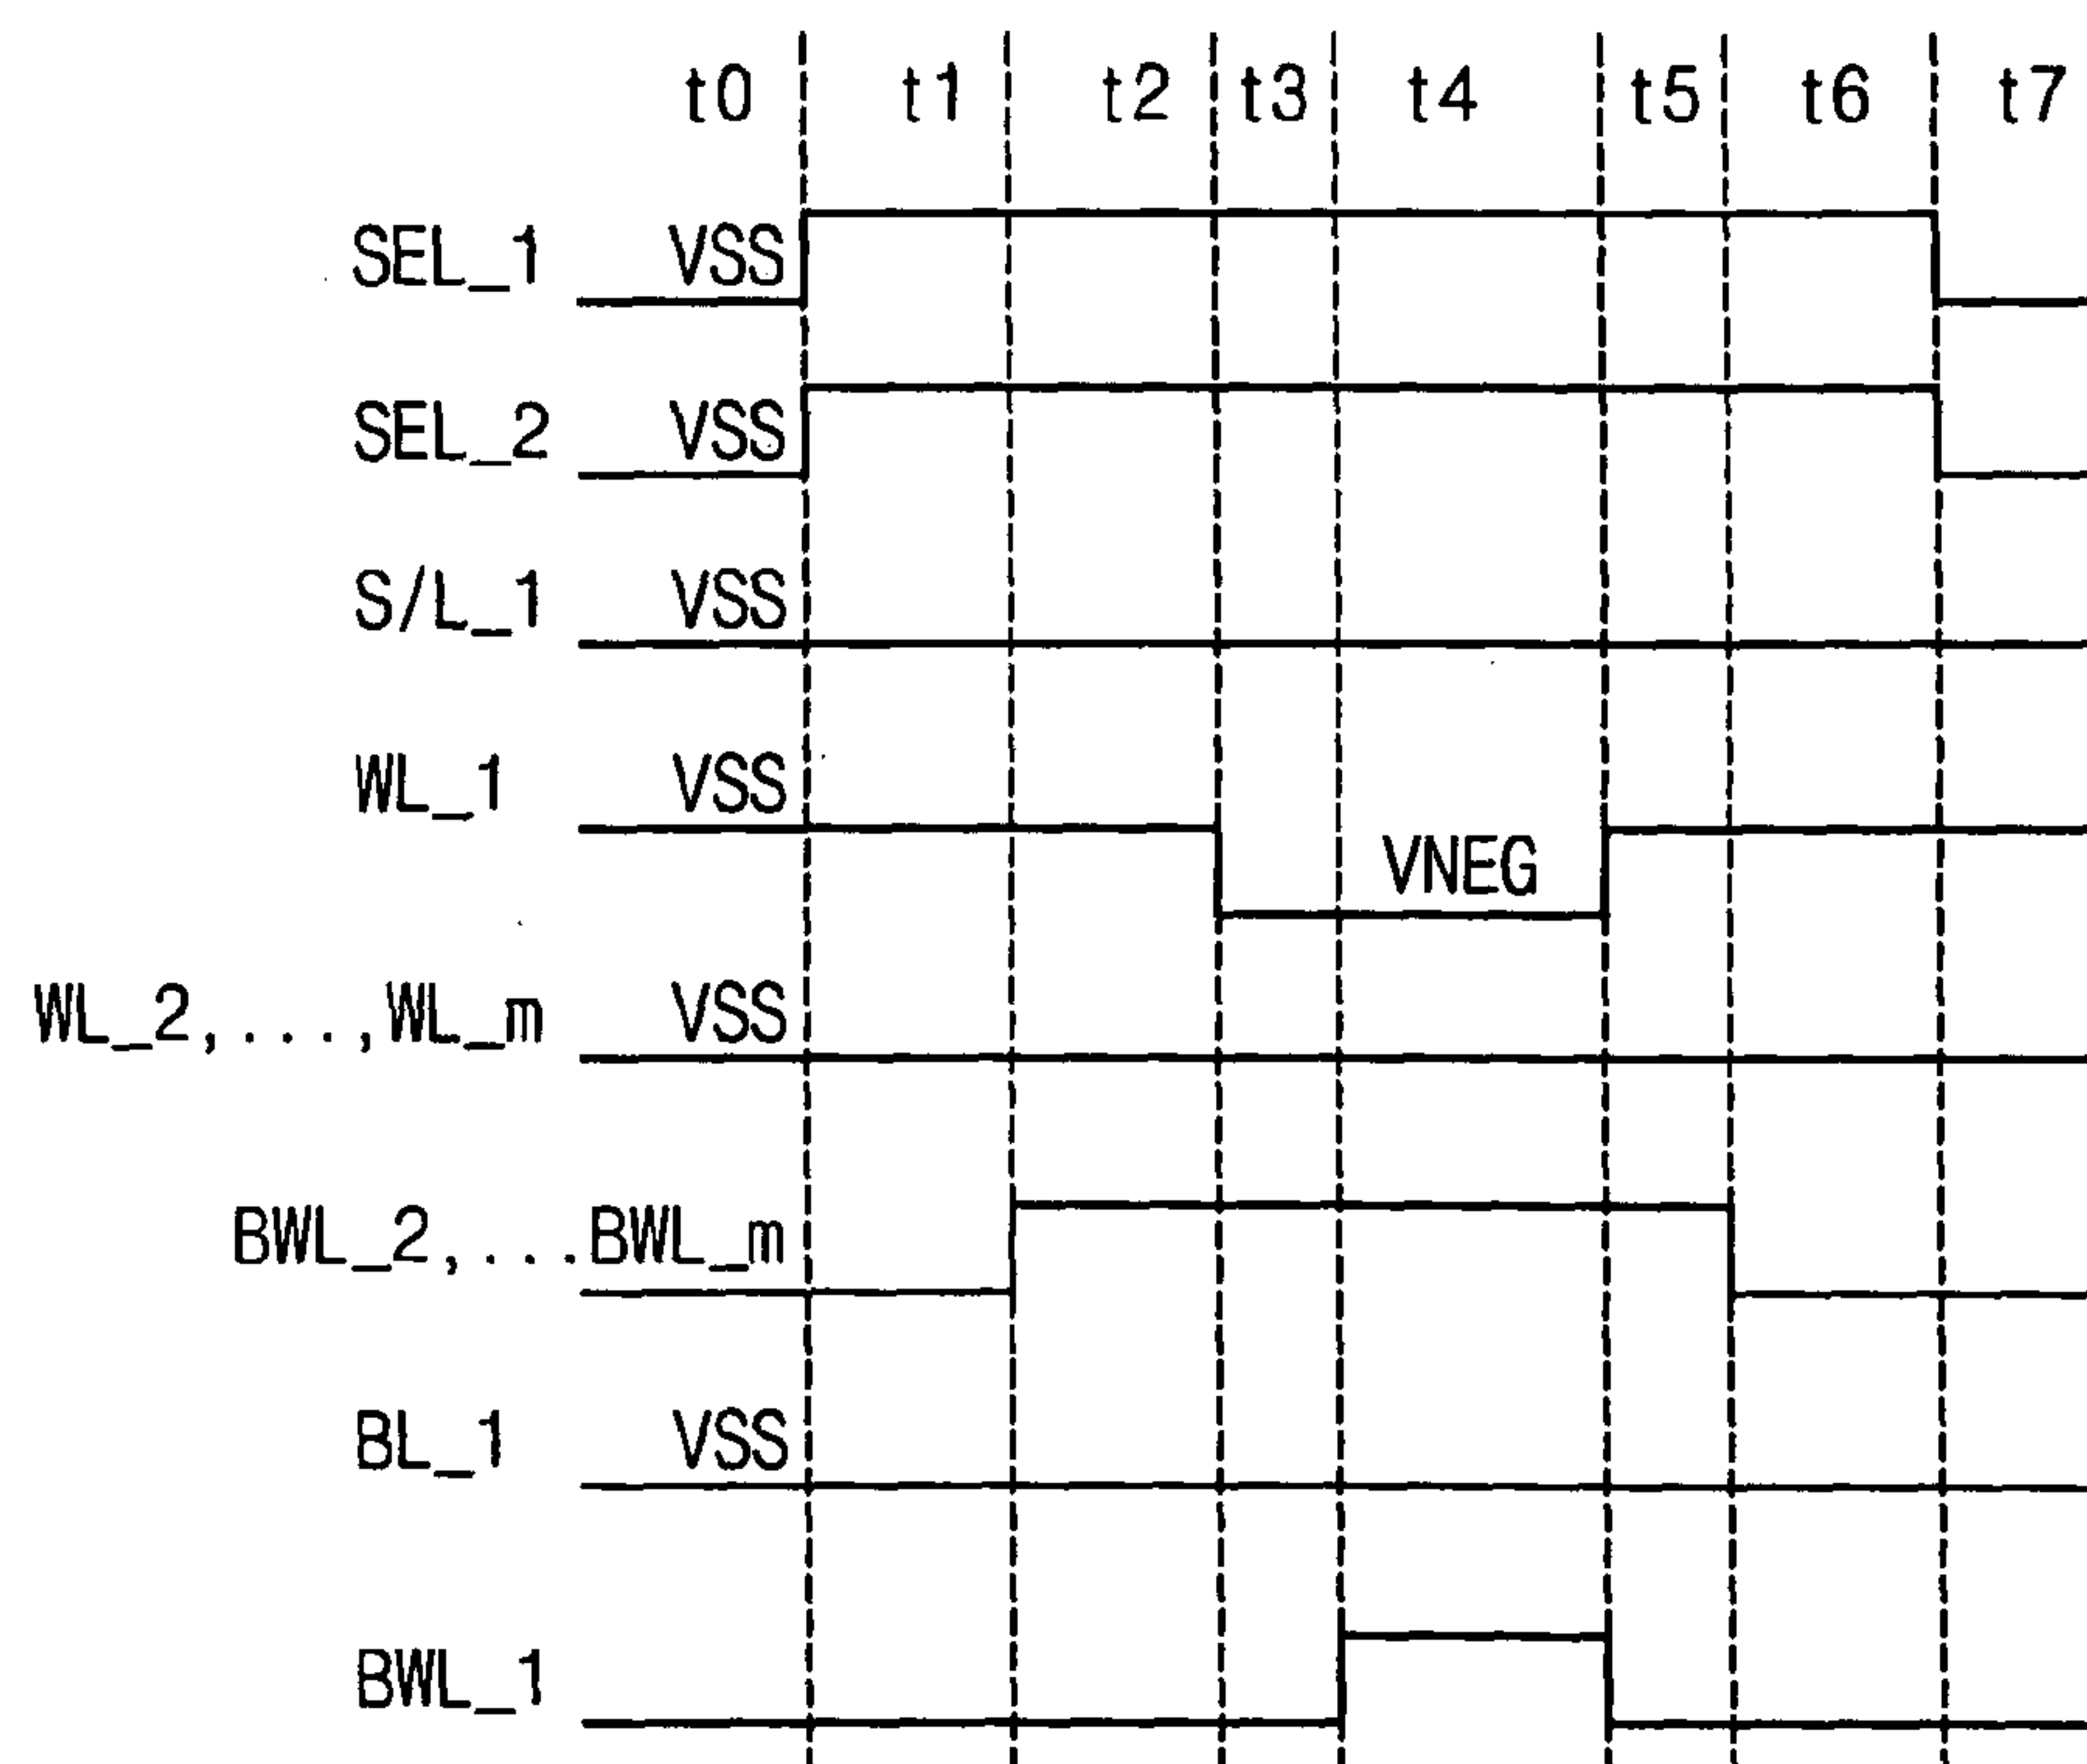 t0 t1 t2 t3 t4 t5 t6 t7
SEL_1 VSS
SEL_2 VSS
S/L_1 VSS
WL_1 VSS
VNEG
WL_2,...,WL_m VSS
BWL_2,...BWL_m
BL_1 VSS
BWL_1